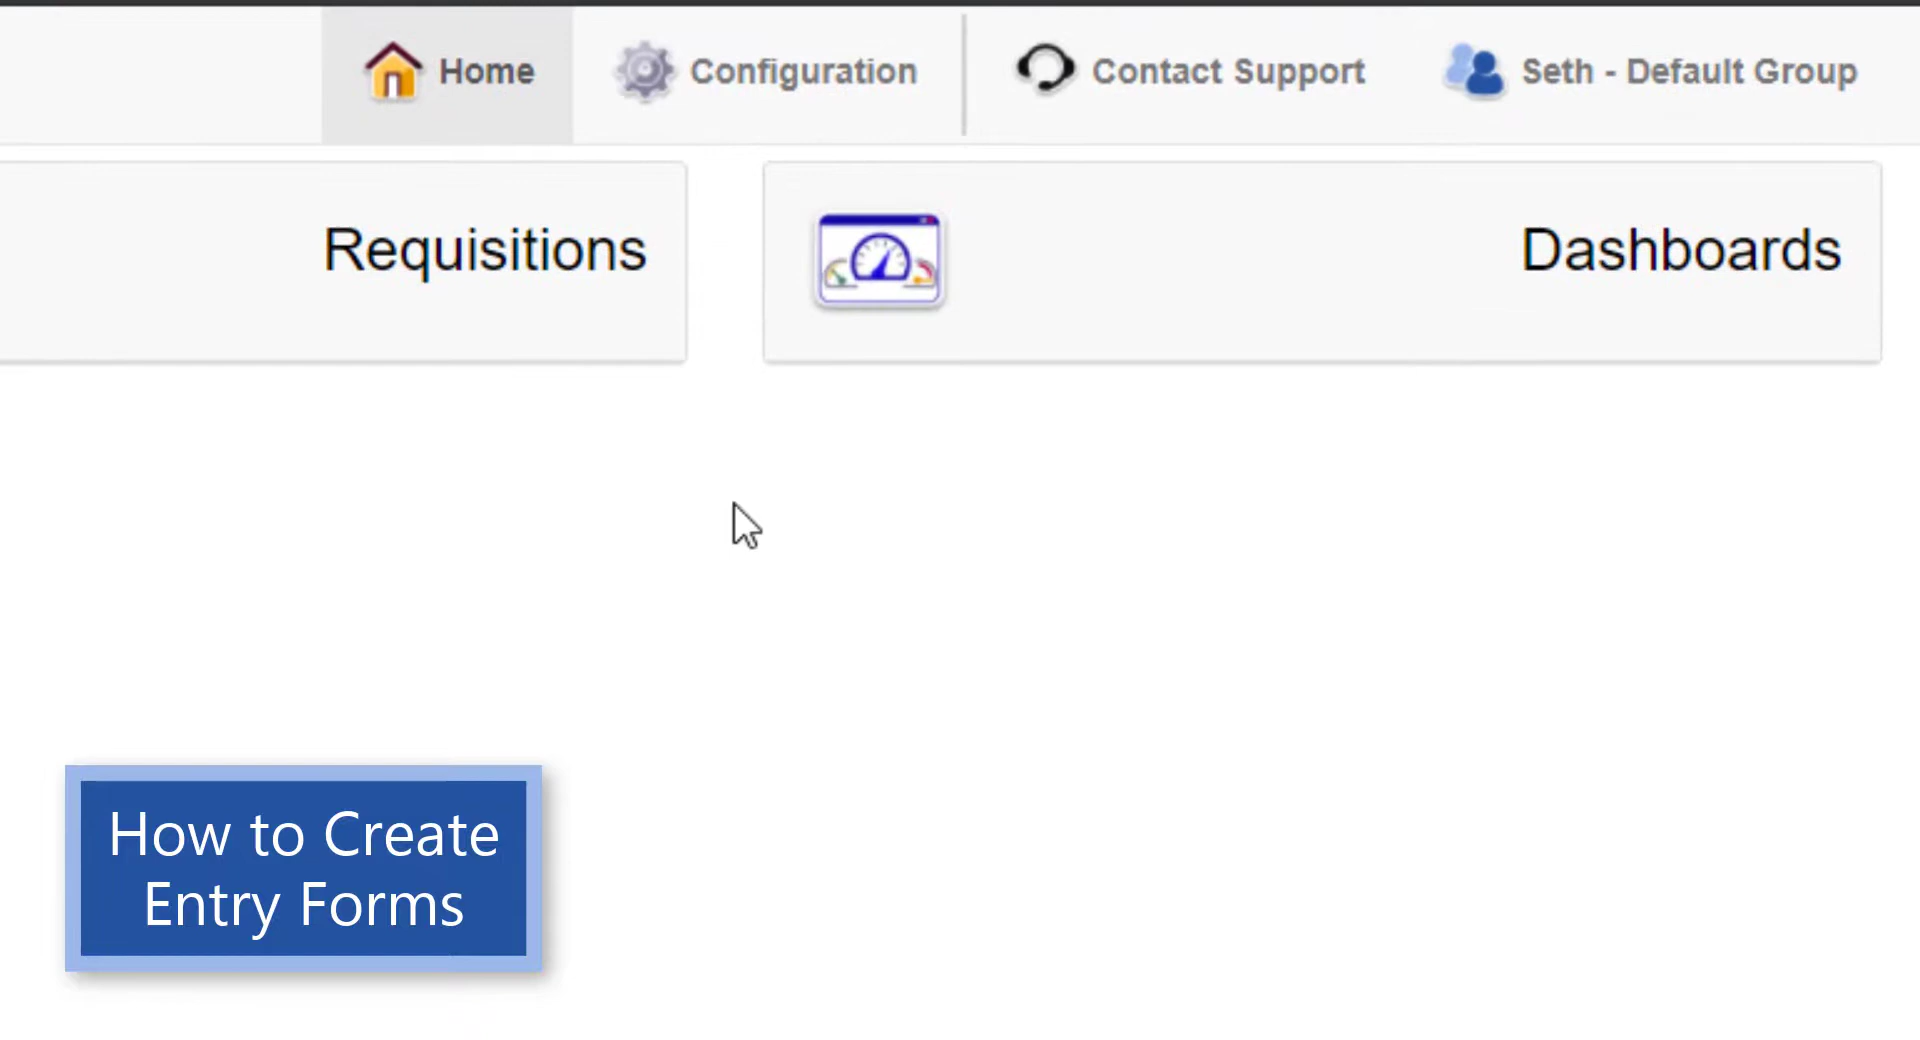 Home
Configuration
Contact Support
Seth - Default Group
Requisitions
Dashboards
How to Create
Entry Forms